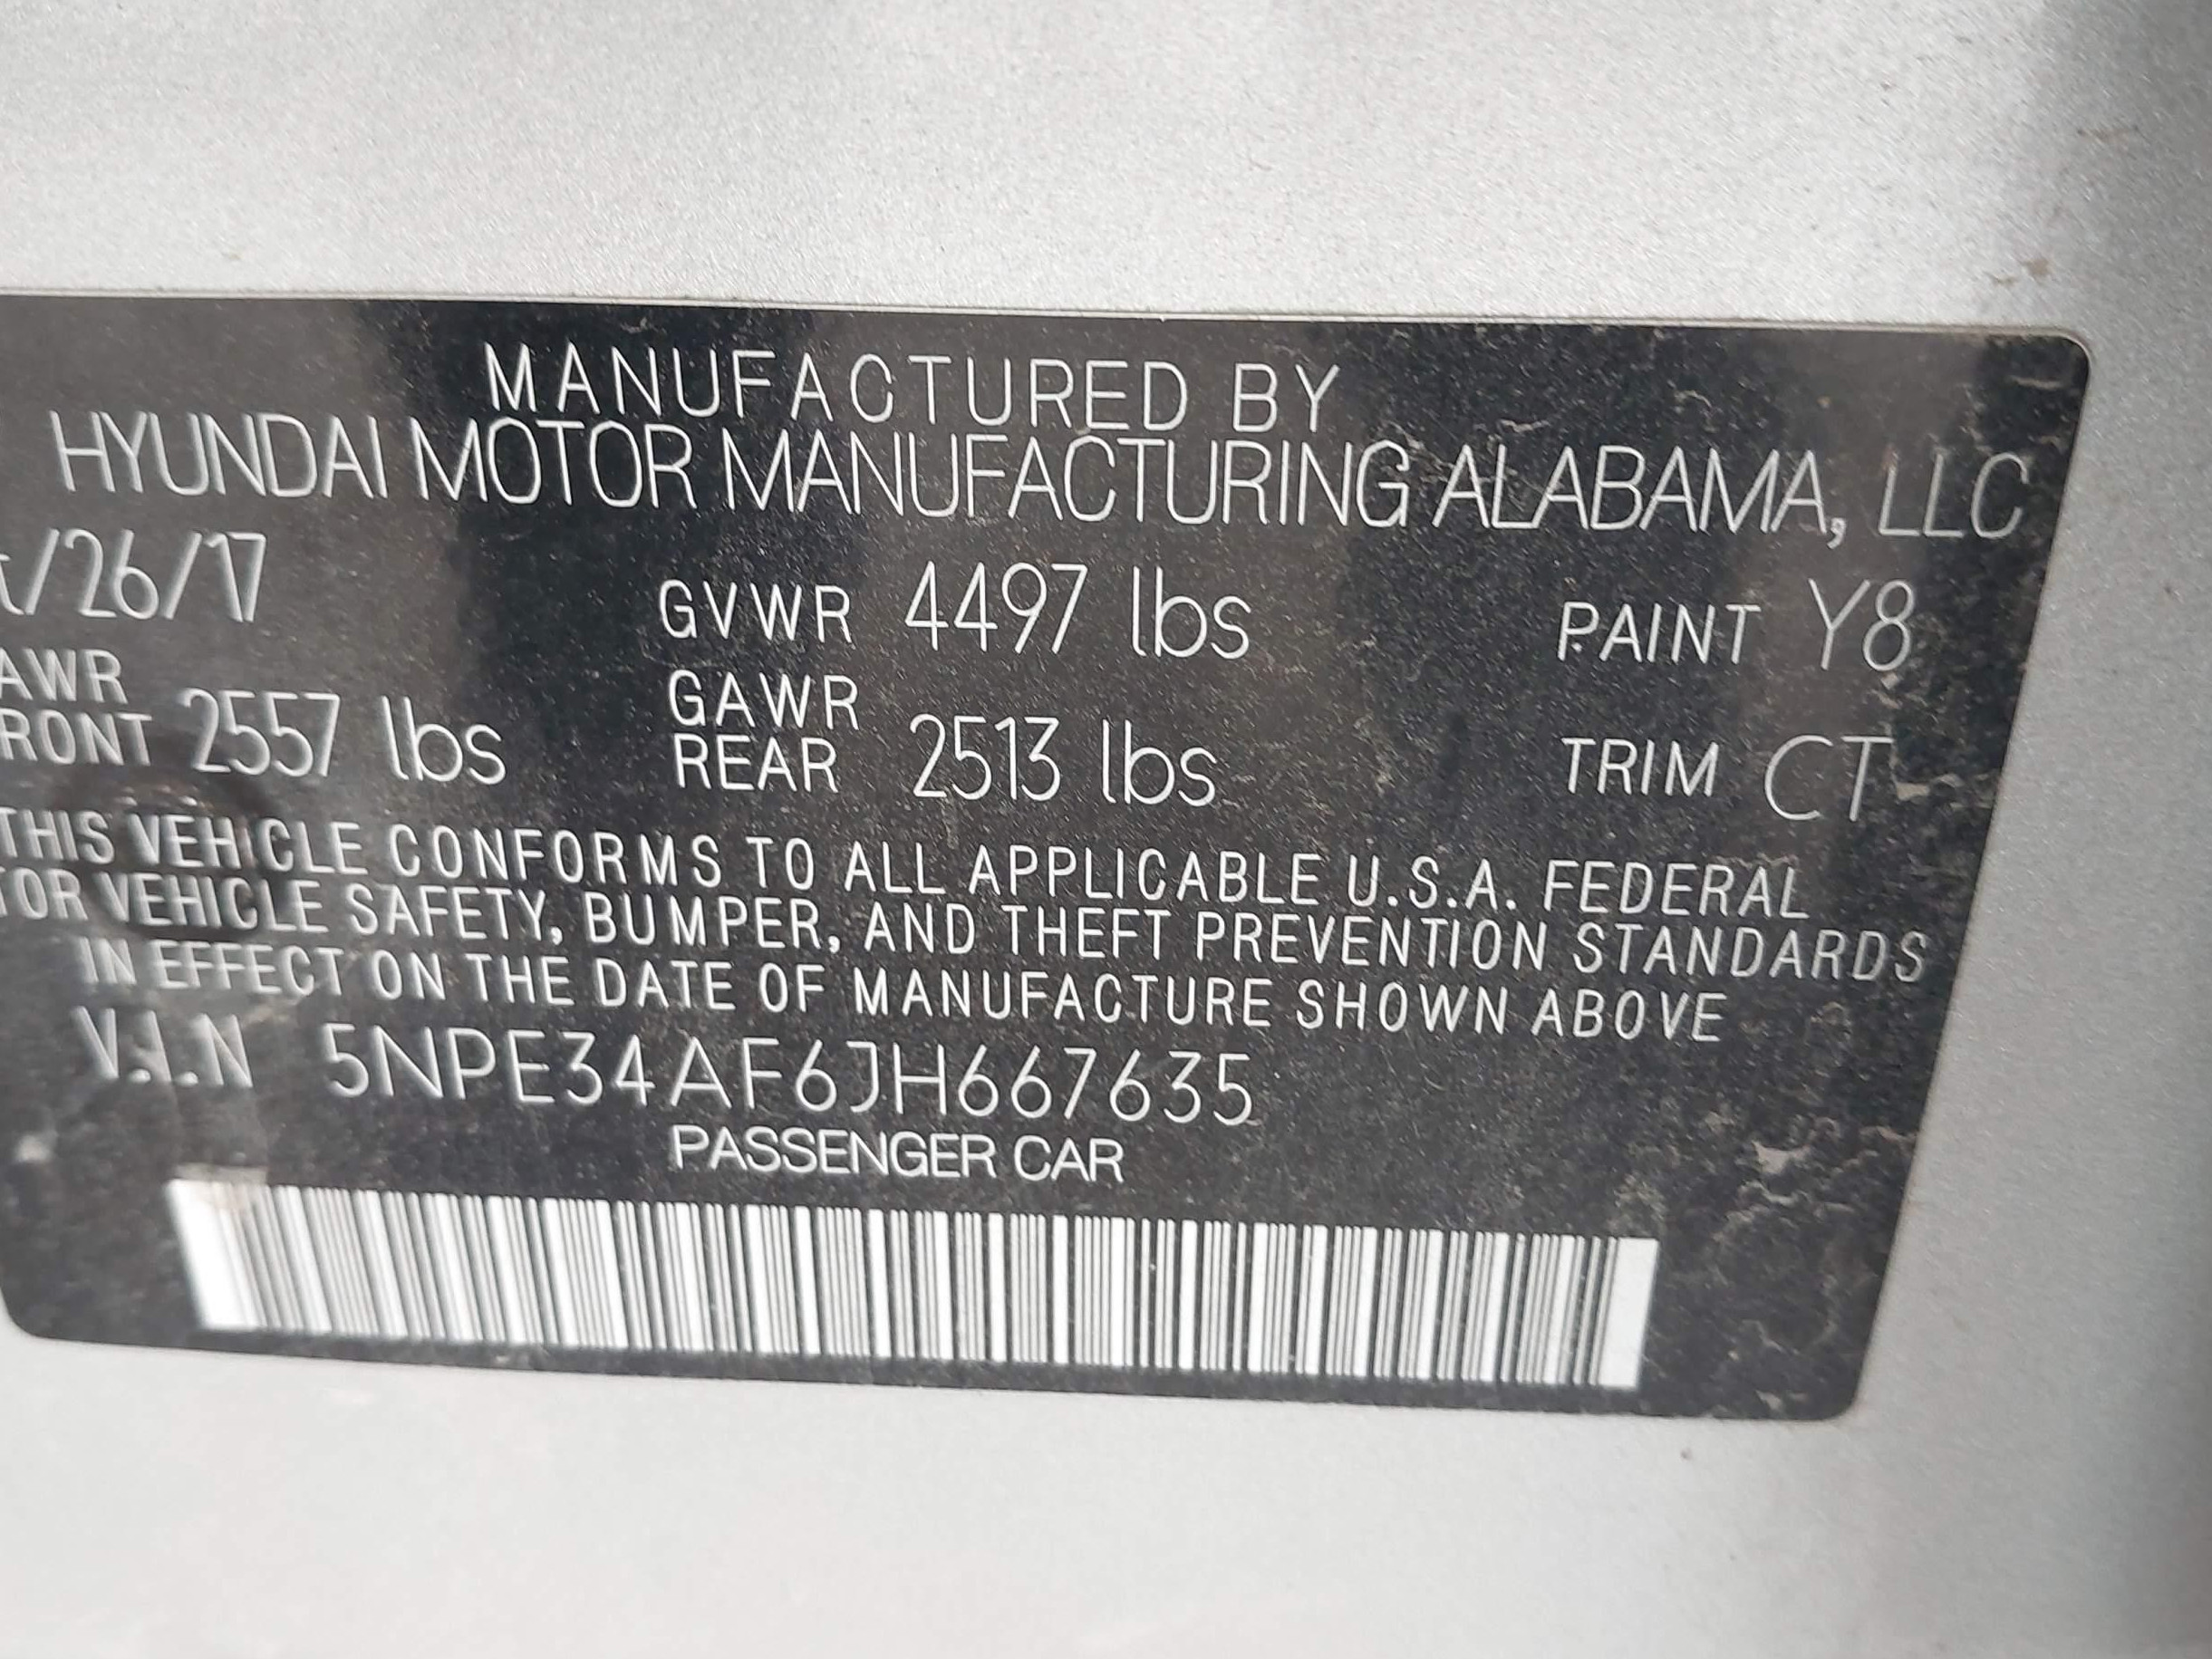 MANUFACTURED BY
HYUNDAI MOTOR MANUFACTURING ALABAMA, LLC
/26/17 GVWR 4497 lbs PAINT Y8
AWR GAWR
RONT 2557 lbs REAR 2513 lbs TRIM CT
THIS VEHICLE CONFORMS TO ALL APPLICABLE U.S.A. FEDERAL
TOR VEHICLE SAFETY, BUMPER, AND THEFT PREVENTION STANDARDS
IN EFFECT ON THE DATE OF MANUFACTURE SHOWN ABOVE
V.I.N 5NPE34AF6JH667635
PASSENGER CAR